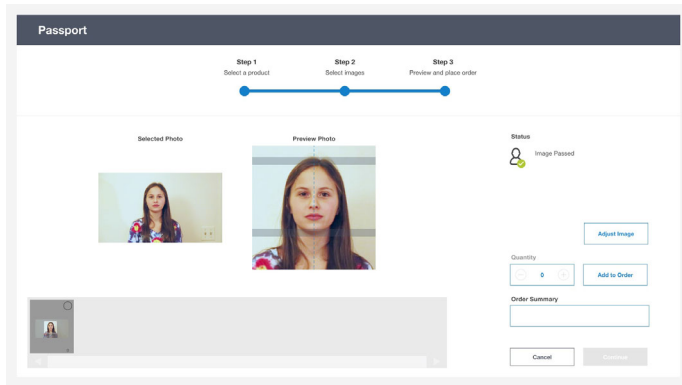 Passport
Step 1
Select a product
Step 2
Select images
Step 3
Preview and place order
Selected Photo
Preview Photo
Status
Image Passed
Adjust Image
Quantity
0
Add to Order
Order Summary
Cancel
Continue